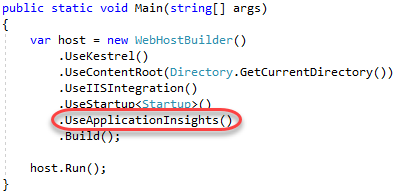 public static void Main(string[] args)
{
    var host = new WebHostBuilder()
        .UseKestrel()
        .UseContentRoot(Directory.GetCurrentDirectory())
        .UseIISIntegration()
        .UseStartup<Startup>()
        .UseApplicationInsights()
        .Build();

    host.Run();
}